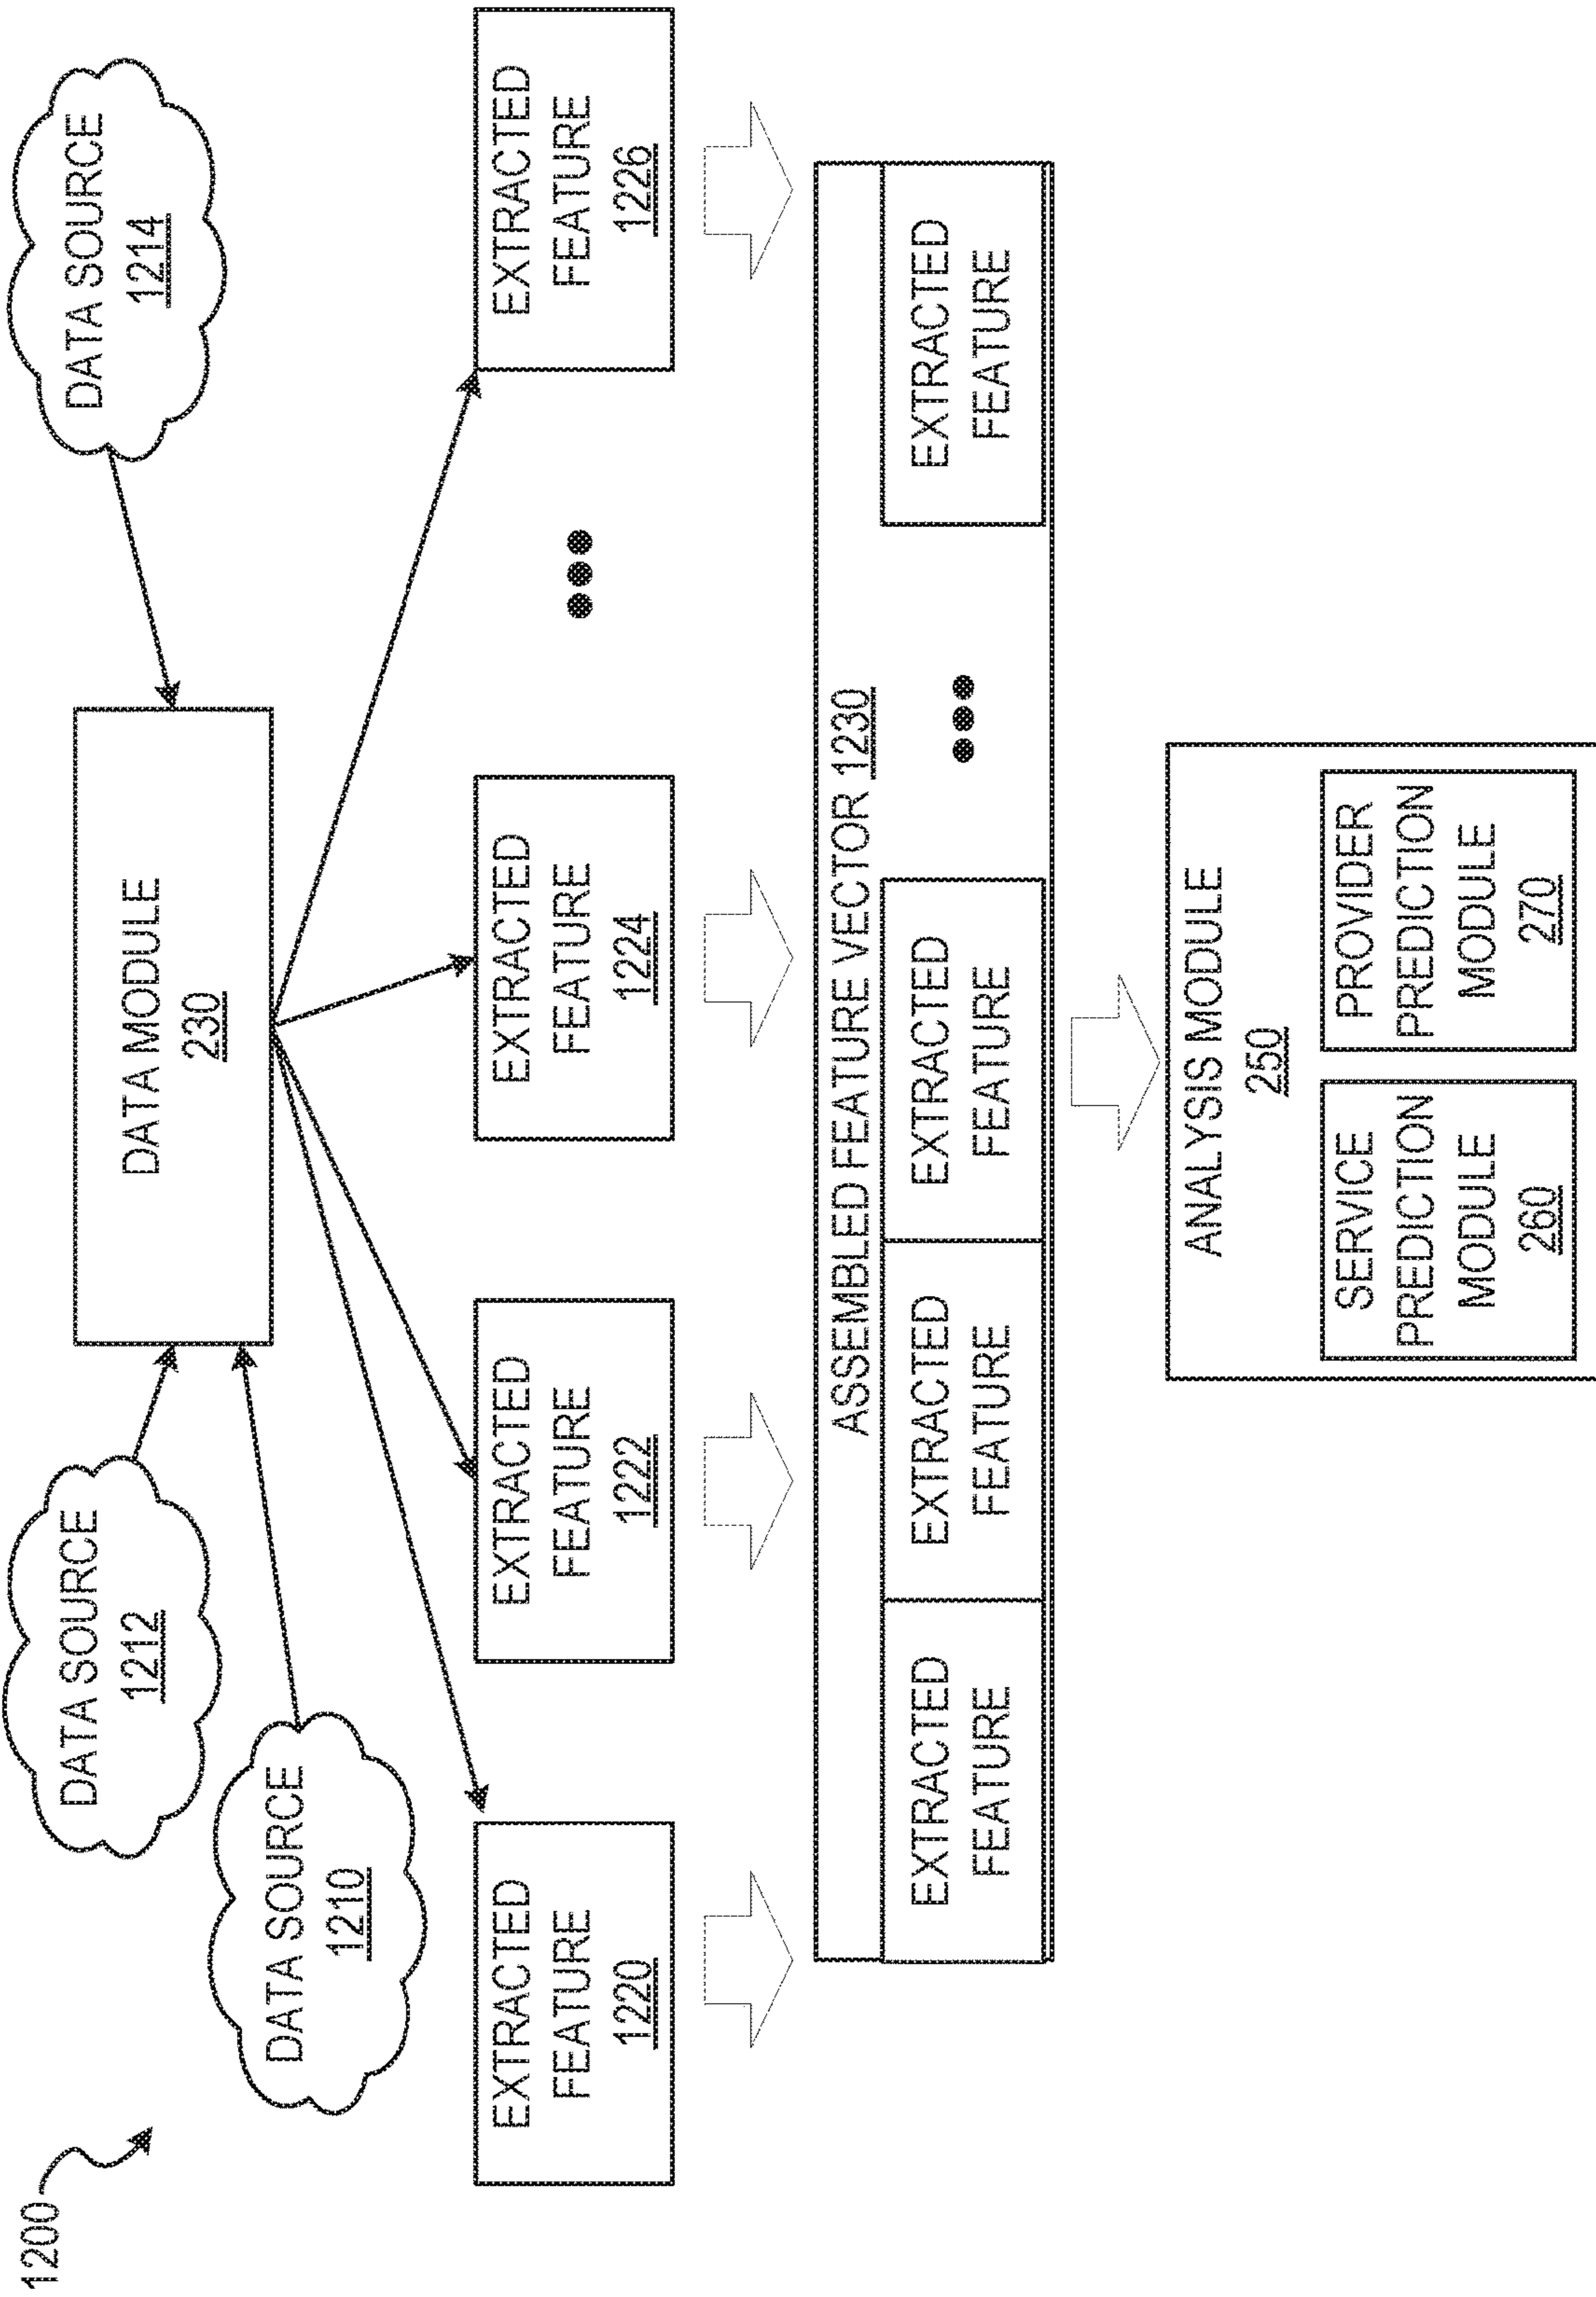 1200
DATA SOURCE
1212
DATA SOURCE
1210
DATA MODULE
230
DATA SOURCE
1214
EXTRACTED
FEATURE
1220
EXTRACTED
FEATURE
1222
EXTRACTED
FEATURE
1224
EXTRACTED
FEATURE
1226
ASSEMBLED FEATURE VECTOR 1230
EXTRACTED
FEATURE
EXTRACTED
FEATURE
EXTRACTED
FEATURE
EXTRACTED
FEATURE
ANALYSIS MODULE
250
SERVICE
PREDICTION
MODULE
260
PROVIDER
PREDICTION
MODULE
270